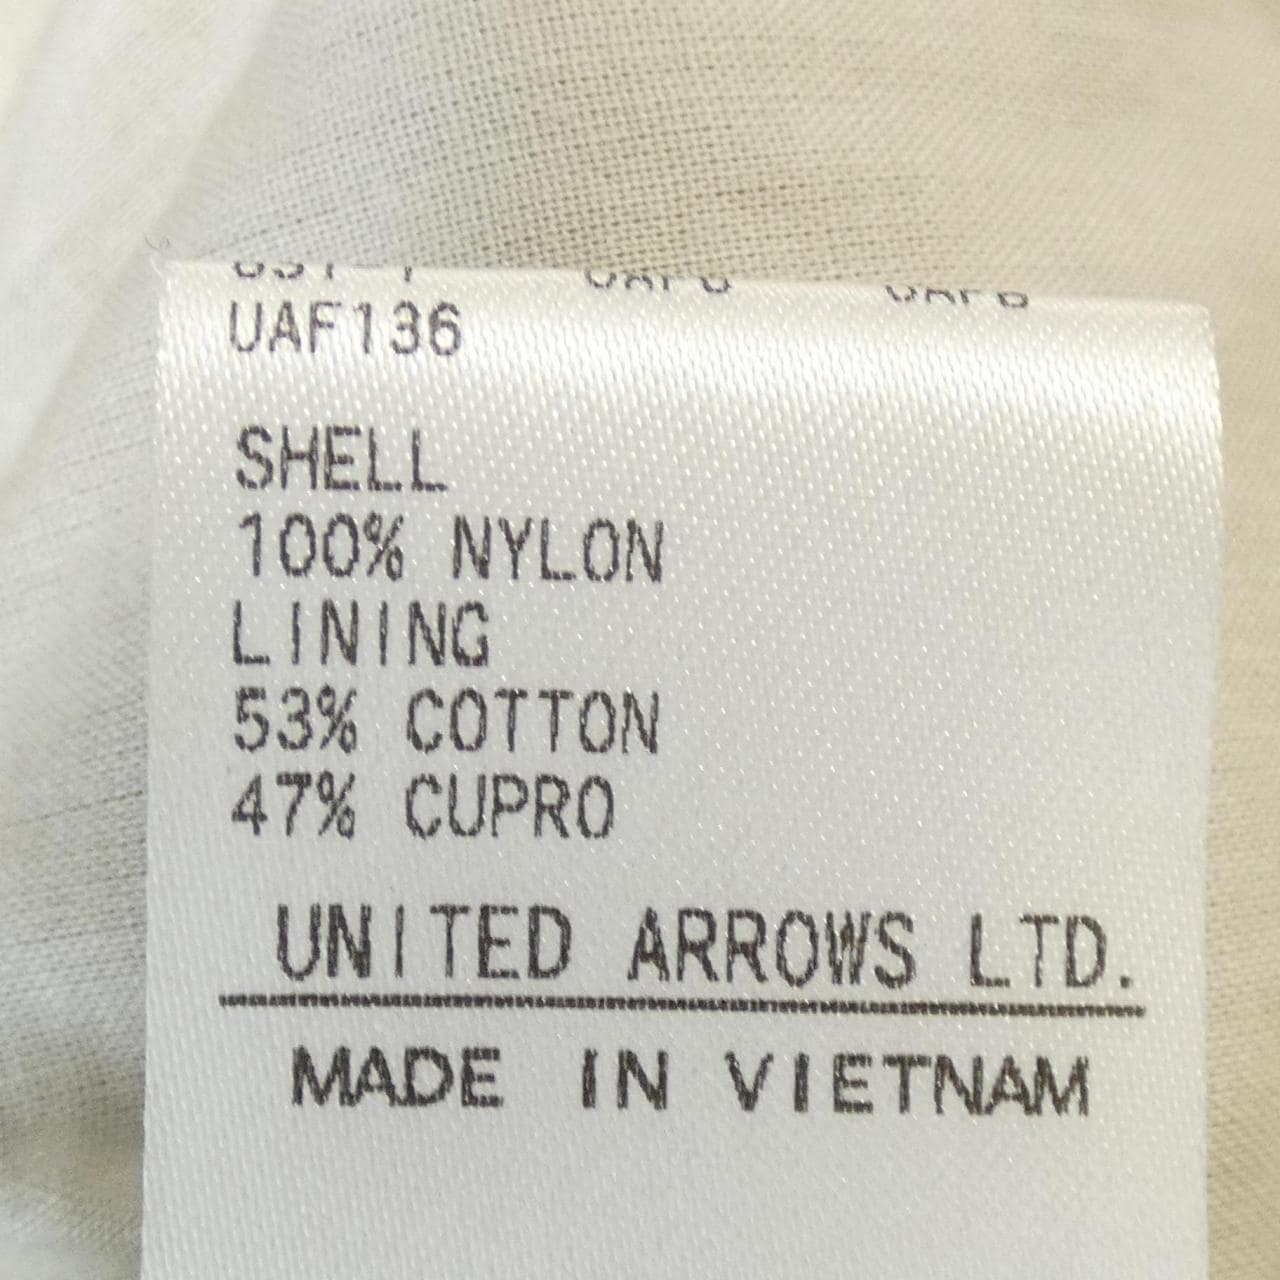 UAF136
SHELL
100% NYLON
LINING
53% COTTON
47% CUPRO
UNITED ARROWS LTD.
MADE IN VIETNAM